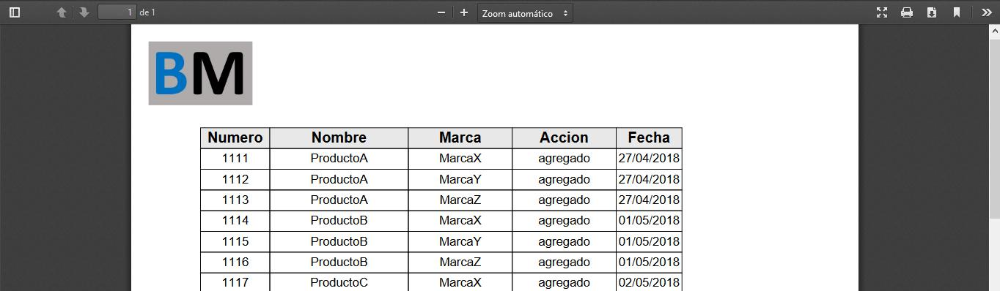 1 de 1 Zoom automático
BM
Numero Nombre Marca Accion Fecha
1111 ProductoA MarcaX agregado 27/04/2018
1112 ProductoA MarcaY agregado 27/04/2018
1113 ProductoA MarcaZ agregado 27/04/2018
1114 ProductoB MarcaX agregado 01/05/2018
1115 ProductoB MarcaY agregado 01/05/2018
1116 ProductoB MarcaZ agregado 01/05/2018
1117 ProductoC MarcaX agregado 02/05/2018